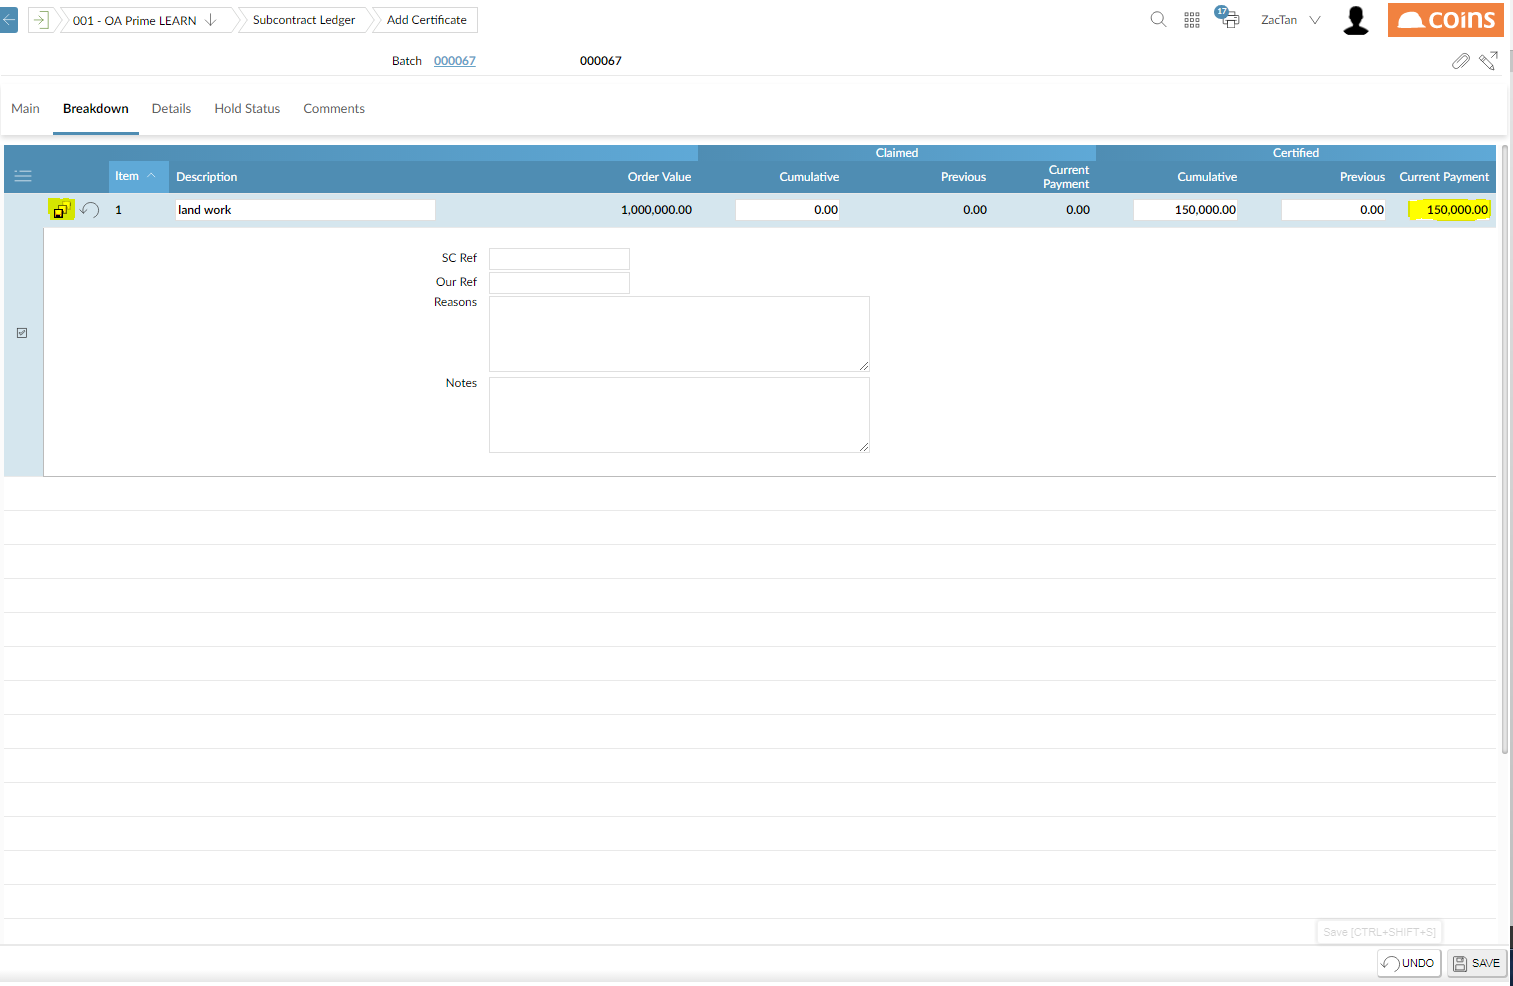 001 - OA Prime LEARN Subcontract Ledger Add Certificate 17 ZacTan coins
Batch 000067 000067
Main Breakdown Details Hold Status Comments
Claimed Certified
Item Description Order Value Cumulative Previous Current Payment Cumulative Previous Current Payment
1 land work 1,000,000.00 0.00 0.00 0.00 150,000.00 0.00 150,000.00
SC Ref
Our Ref
Reasons
Notes
Save [CTRL+SHIFT+S]
UNDO SAVE